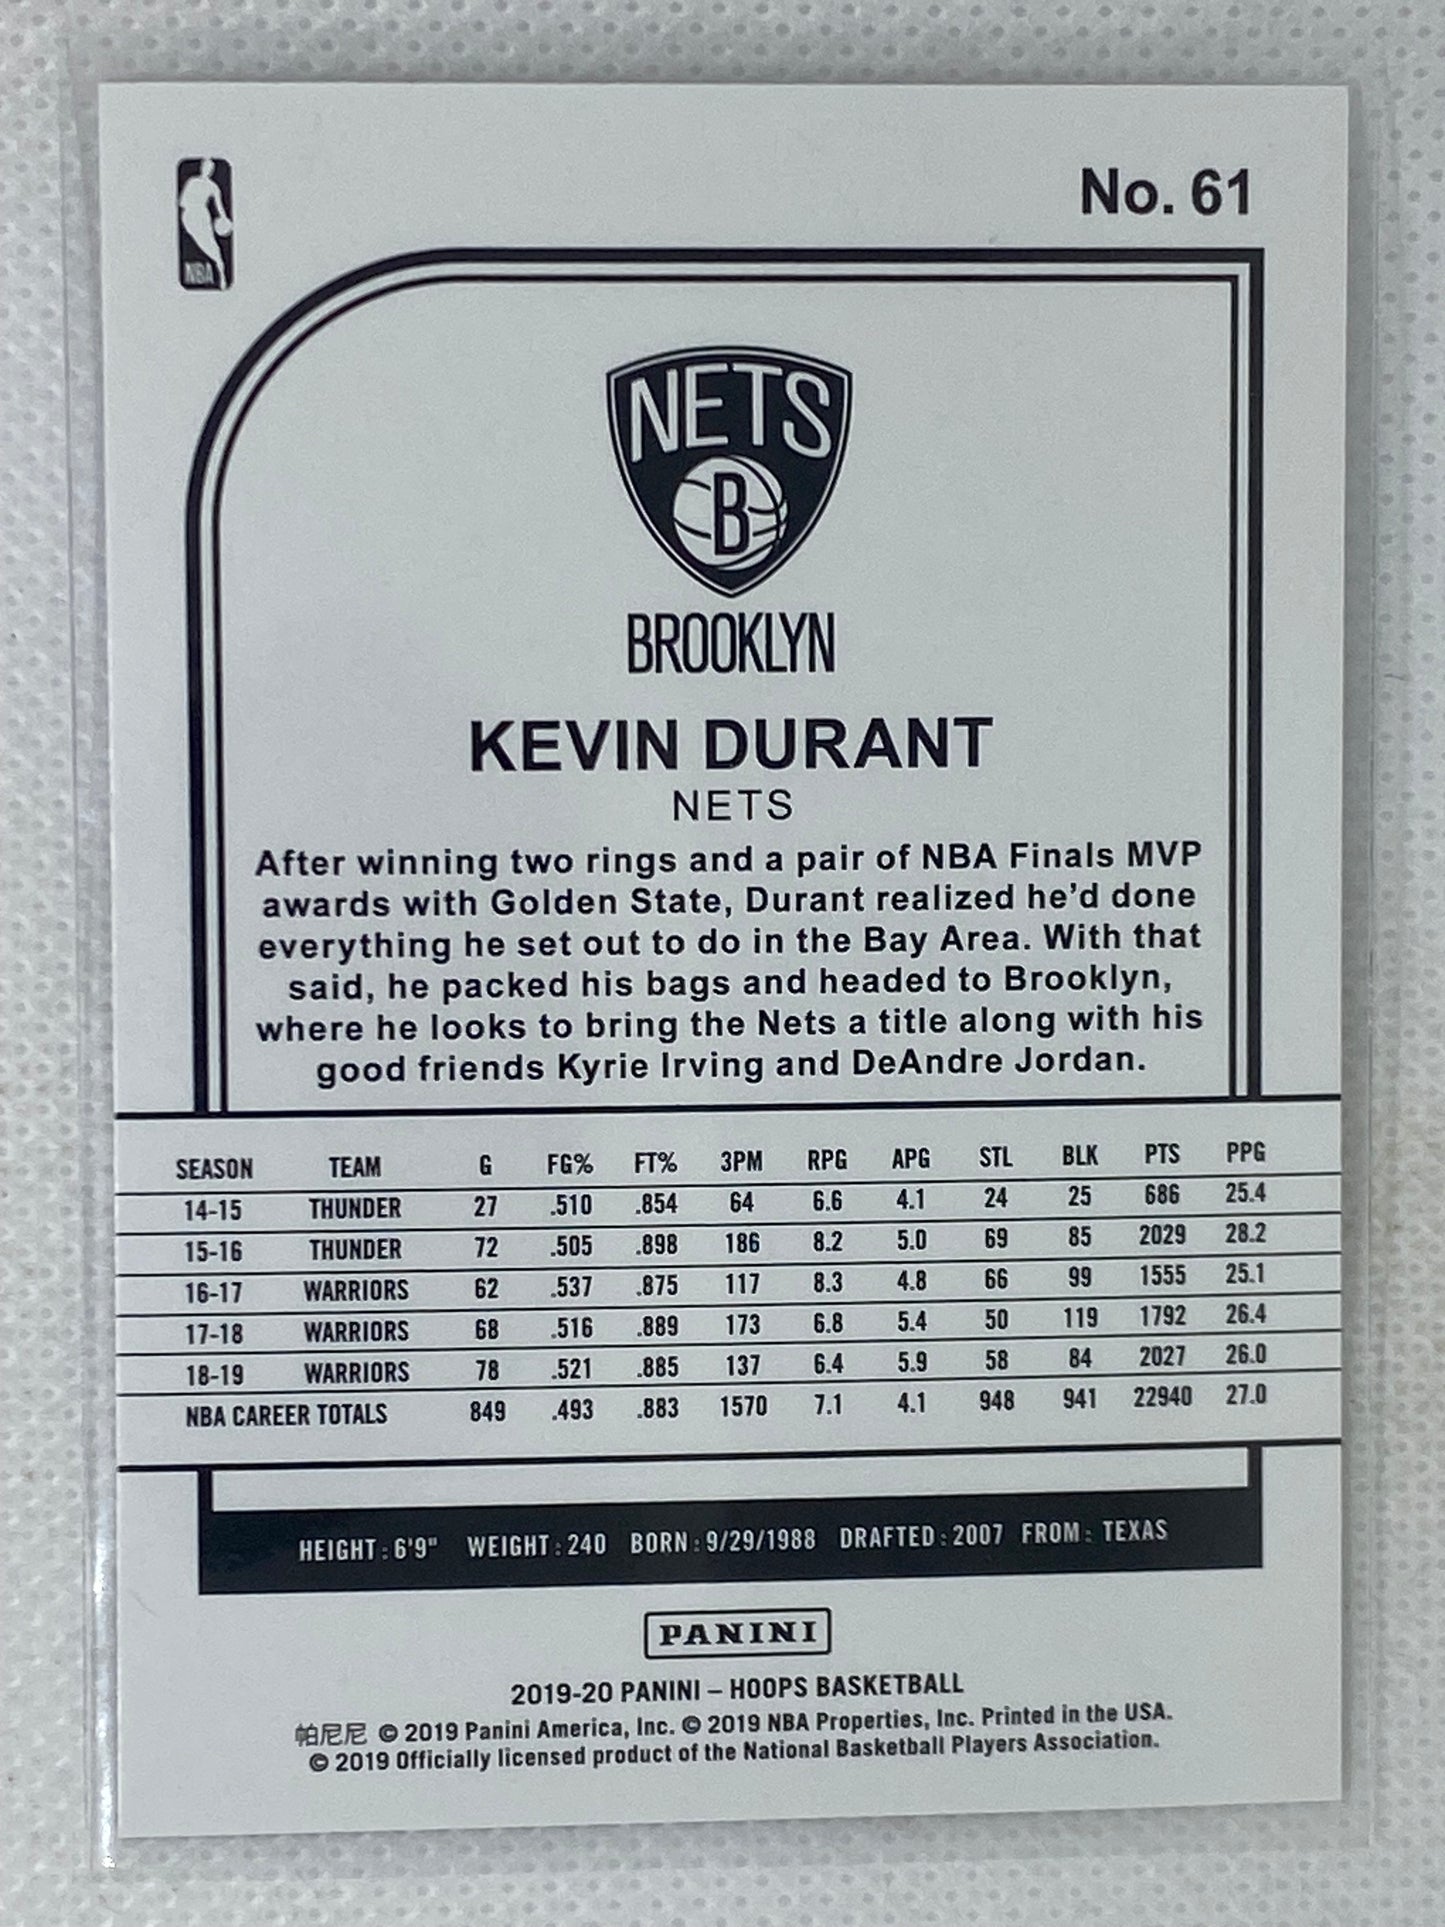 NBA
No. 61
NETS
B
BROOKLYN
KEVIN DURANT
NETS
After winning two rings and a pair of NBA Finals MVP
awards with Golden State, Durant realized he’d done
everything he set out to do in the Bay Area. With that
said, he packed his bags and headed to Brooklyn,
where he looks to bring the Nets a title along with his
good friends Kyrie Irving and DeAndre Jordan.
SEASON TEAM G FG% FT% 3PM RPG APG STL BLK PTS PPG
14-15 THUNDER 27 .510 .854 64 6.6 4.1 24 25 686 25.4
15-16 THUNDER 72 .505 .898 186 8.2 5.0 69 85 2029 28.2
16-17 WARRIORS 62 .537 .875 117 8.3 4.8 66 99 1555 25.1
17-18 WARRIORS 68 .516 .889 173 6.8 5.4 50 119 1792 26.4
18-19 WARRIORS 78 .521 .885 137 6.4 5.9 58 84 2027 26.0
NBA CAREER TOTALS 849 .493 .883 1570 7.1 4.1 948 941 22940 27.0
HEIGHT: 6'9" WEIGHT: 240 BORN: 9/29/1988 DRAFTED: 2007 FROM: TEXAS
PANINI
2019-20 PANINI – HOOPS BASKETBALL
帕尼尼 © 2019 Panini America, Inc. © 2019 NBA Properties, Inc. Printed in the USA.
© 2019 Officially licensed product of the National Basketball Players Association.